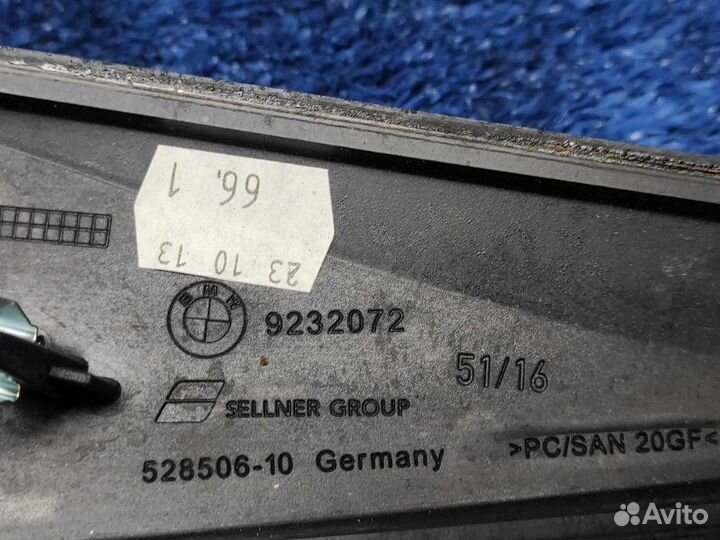 66. 1
23 10 13
BMW
9232072
51/16
SELLNER GROUP
528506-10 Germany
>PC/SAN 20GF<
Avito